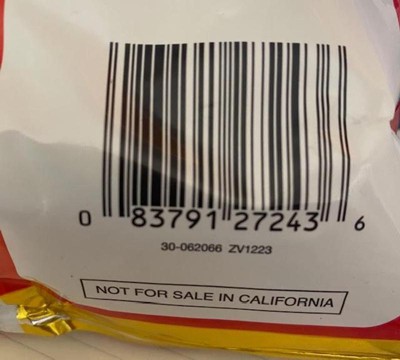 0 83791 27243 6
30-062066 ZV1223
NOT FOR SALE IN CALIFORNIA